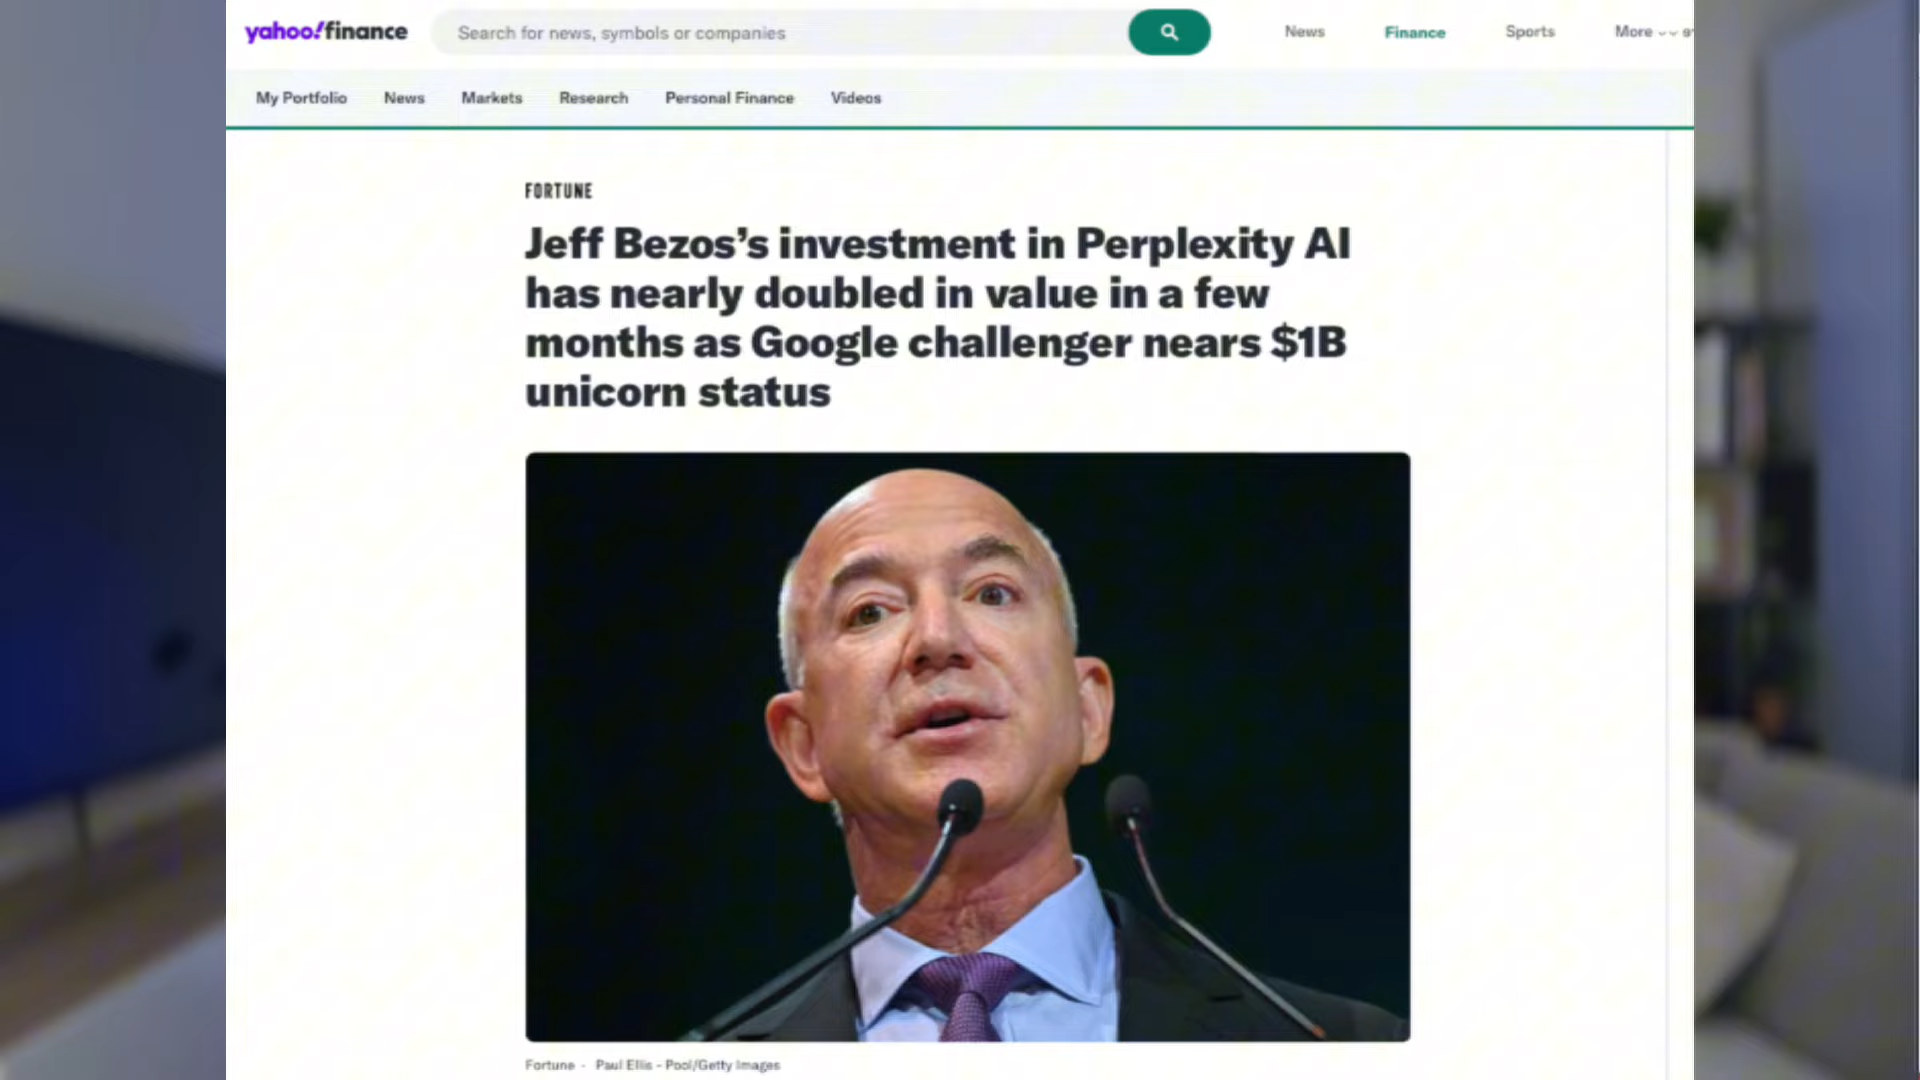 yahoo!finance
Search for news, symbols or companies
News
Finance
Sports
More
My Portfolio
News
Markets
Research
Personal Finance
Videos
FORTUNE
Jeff Bezos’s investment in Perplexity AI
has nearly doubled in value in a few
months as Google challenger nears $1B
unicorn status
Fortune - Paul Ellis - Pool/Getty Images